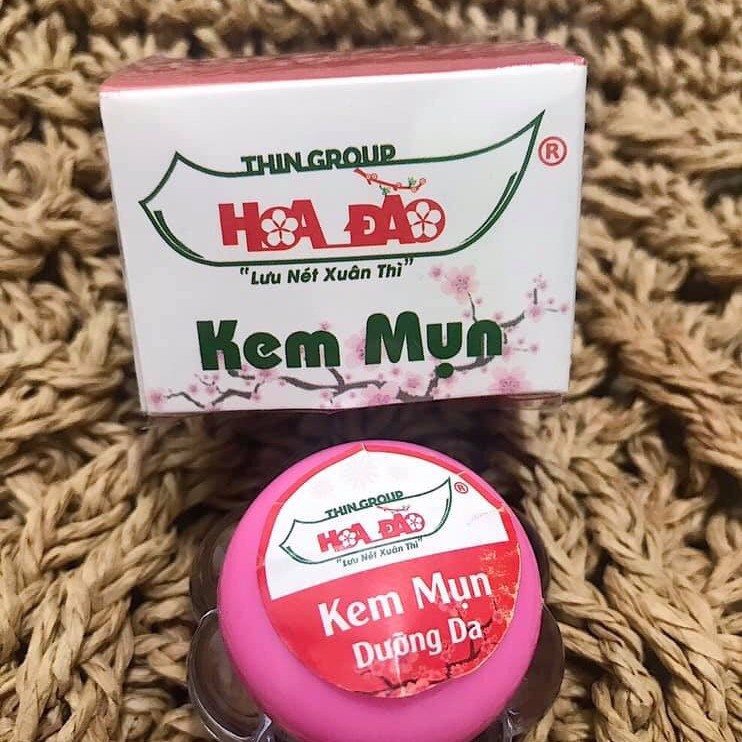 THIN GROUP
HOA ĐÀO
®
"Lưu Nét Xuân Thì"
Kem Mụn
THIN GROUP
HOA ĐÀO
®
"Lưu Nét Xuân Thì"
Kem Mụn
Dưỡng Da